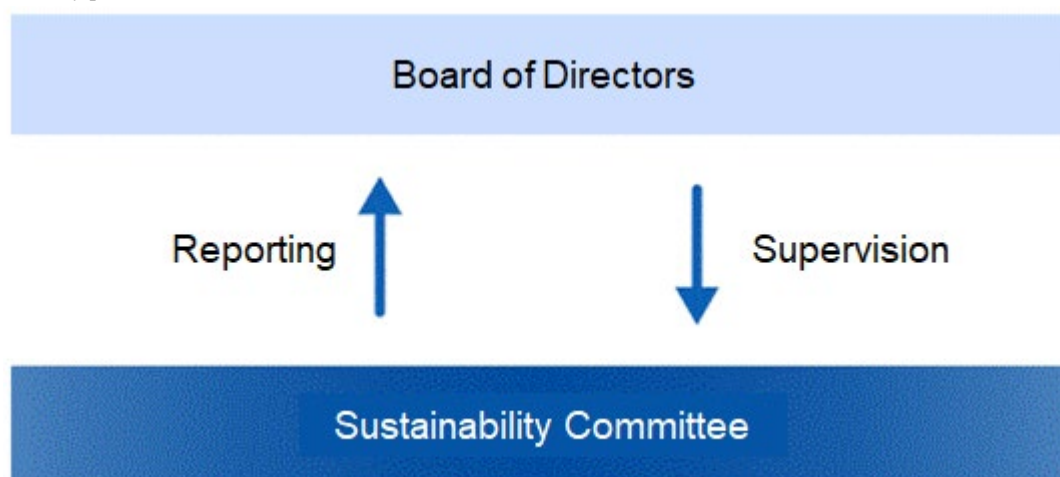 Board of Directors
Reporting
Supervision
Sustainability Committee